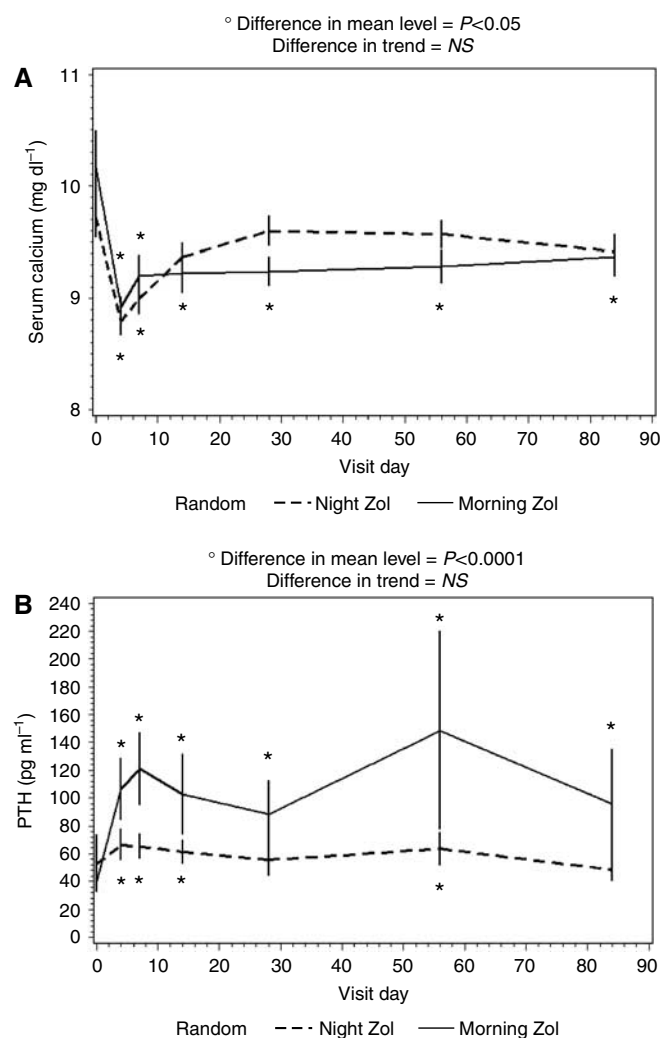 ° Difference in mean level = P<0.05
Difference in trend = NS
A
11
10
9
8
Serum calcium (mg dl⁻¹)
* *
* *
* * * *
0 10 20 30 40 50 60 70 80 90
Visit day
Random Night Zol Morning Zol
° Difference in mean level = P<0.0001
Difference in trend = NS
B
240
220
200
180
160
140
120
100
80
60
40
20
0
PTH (pg ml⁻¹)
* * * * * *
* * * *
0 10 20 30 40 50 60 70 80 90
Visit day
Random Night Zol Morning Zol